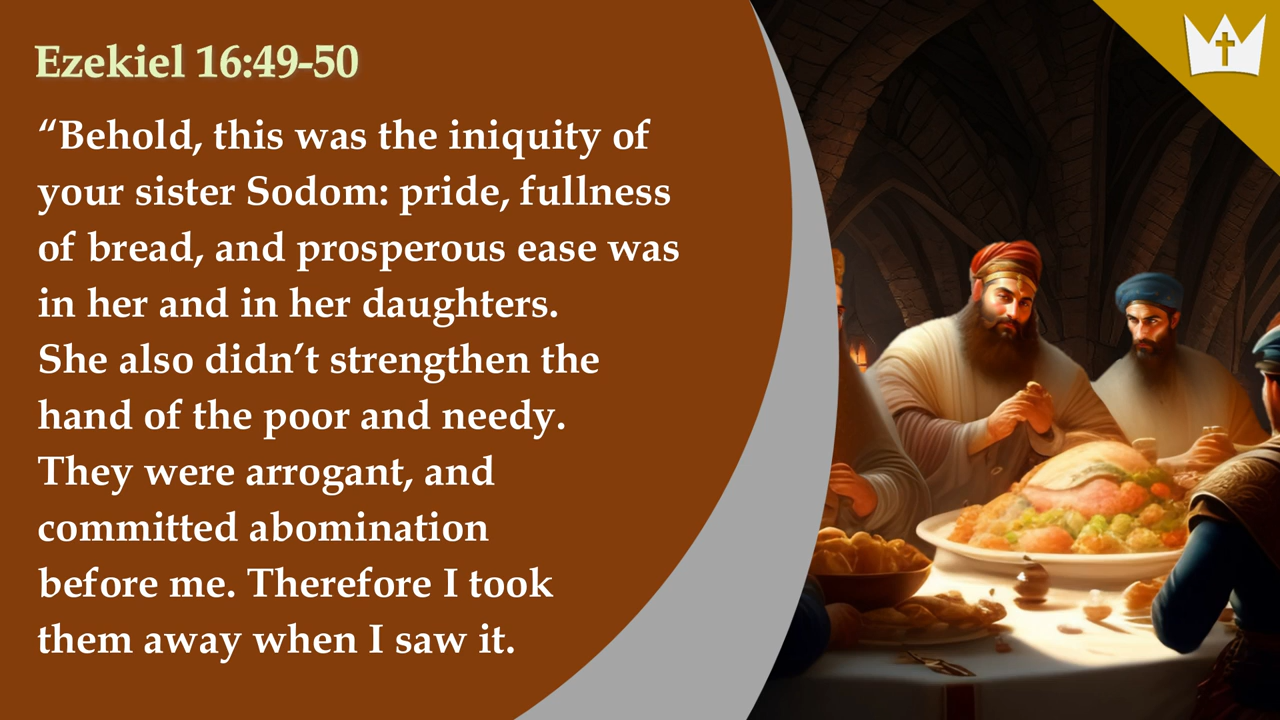 Ezekiel 16:49-50
“Behold, this was the iniquity of
your sister Sodom: pride, fullness
of bread, and prosperous ease was
in her and in her daughters.
She also didn’t strengthen the
hand of the poor and needy.
They were arrogant, and
committed abomination
before me. Therefore I took
them away when I saw it.